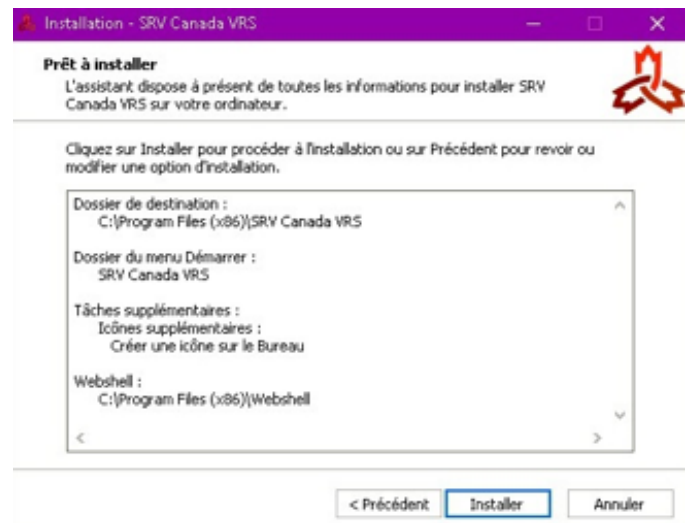 Installation - SRV Canada VRS
Prêt à installer
L'assistant dispose à présent de toutes les informations pour installer SRV
Canada VRS sur votre ordinateur.
Cliquez sur Installer pour procéder à l'installation ou sur Précédent pour revoir ou
modifier une option d'installation.
Dossier de destination :
C:\Program Files (x86)\SRV Canada VRS
Dossier du menu Démarrer :
SRV Canada VRS
Tâches supplémentaires :
Icônes supplémentaires :
Créer une icône sur le Bureau
Webshell :
C:\Program Files (x86)\Webshell
< Précédent Installer Annuler